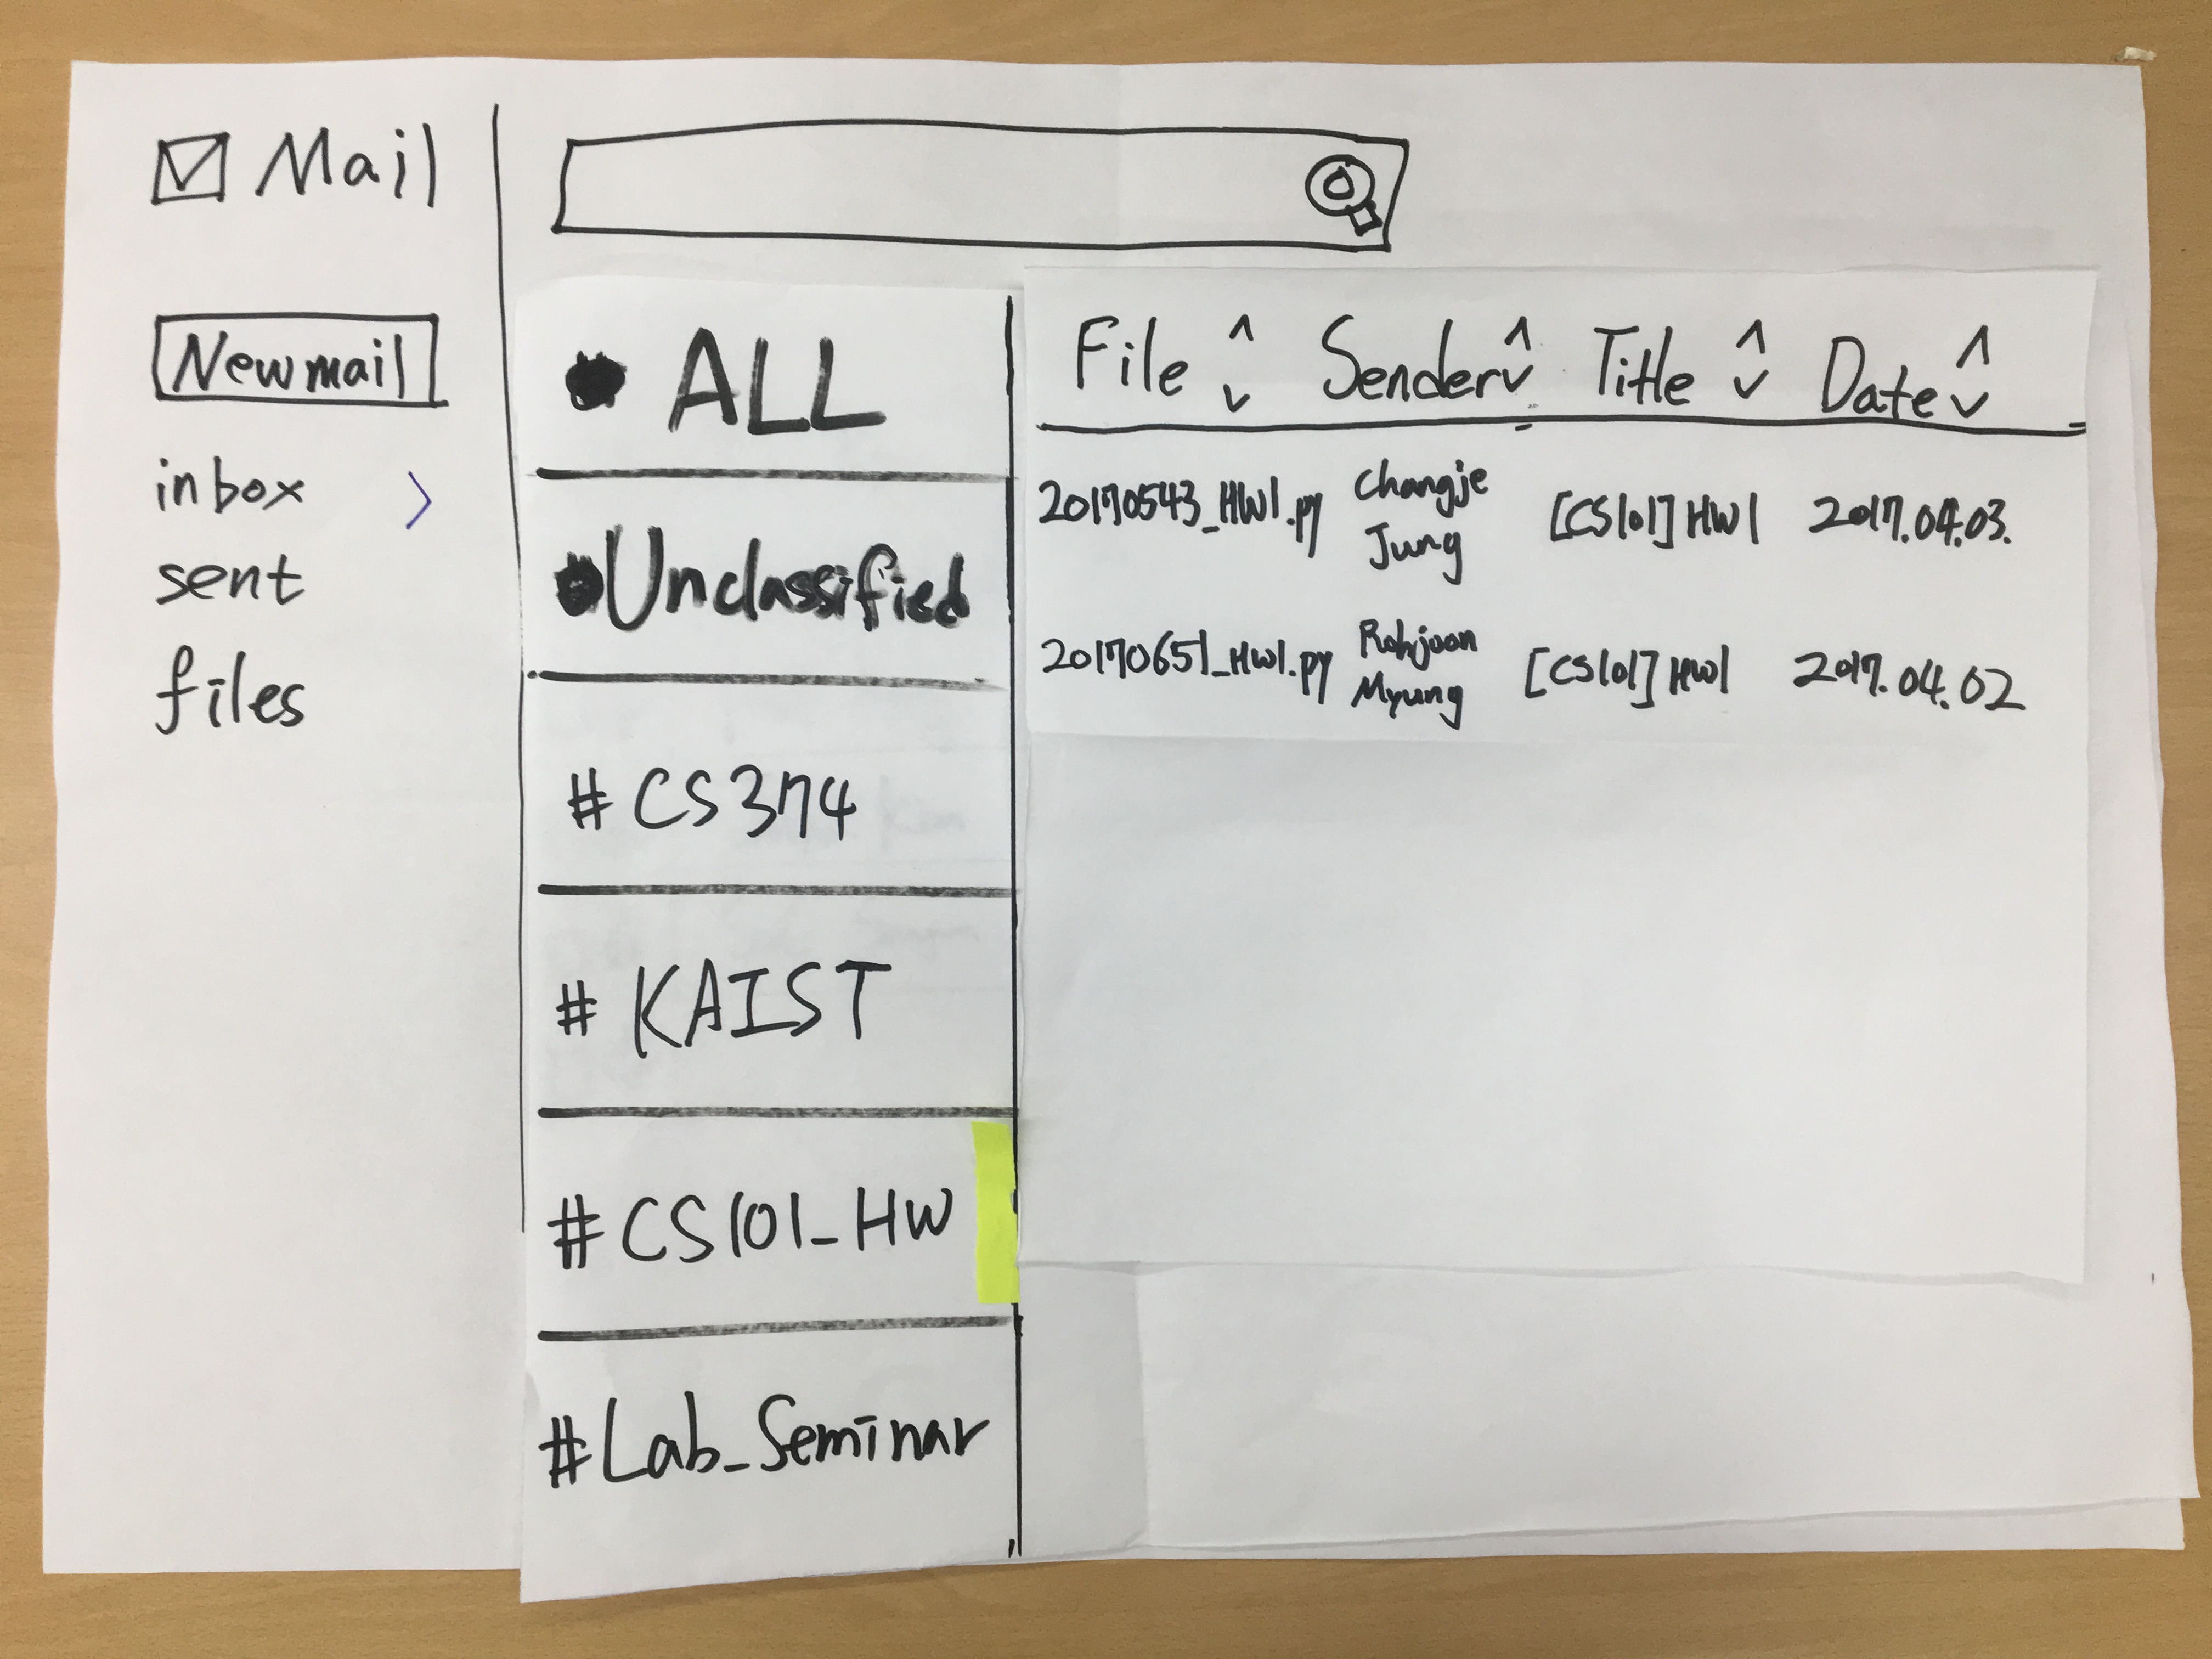 Mail
New mail
inbox >
sent
files
ALL
Unclassified
#CS374
# KAIST
#CS101_HW
#Lab_Seminar
File Sender Title Date
20170543_HW1.py Changje Jung [CS101] HW1 2017.04.03.
20170651_HW1.py Rohjoon Myung [CS101] HW1 2017.04.02